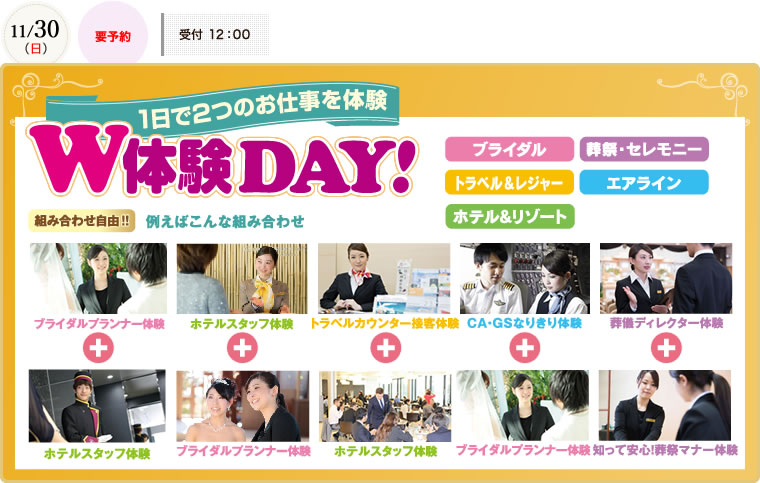 11/30
(日)
要予約
受付 12：00
1日で2つのお仕事を体験
W体験DAY!
ブライダル
葬祭・セレモニー
トラベル&レジャー
エアライン
ホテル&リゾート
組み合わせ自由!! 例えばこんな組み合わせ
ブライダルプランナー体験
ホテルスタッフ体験
トラベルカウンター接客体験
CA・GSなりきり体験
葬儀ディレクター体験
ホテルスタッフ体験
ブライダルプランナー体験
ホテルスタッフ体験
ブライダルプランナー体験
知って安心!葬祭マナー体験